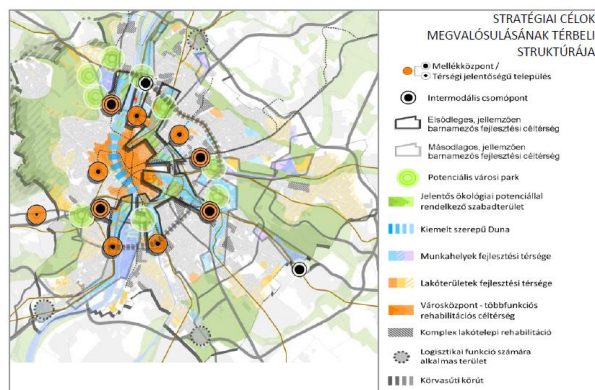 STRATÉGIAI CÉLOK
MEGVALÓSULÁSÁNAK TÉRBELI
STRUKTÚRÁJA
Mellékközpont /
Térségi jelentőségű település
Intermodális csomópont
Elsődleges, jellemzően
barnamezős fejlesztési céltérség
Másodlagos, jellemzően
barnamezős fejlesztési céltérség
Potenciális városi park
Jelentős ökológiai potenciállal
rendelkező szabadterület
Kiemelt szerepű Duna
Munkahelyek fejlesztési térsége
Lakóterületek fejlesztési térsége
Városközpont - többfunkciós
rehabilitációs céltérség
Komplex lakótelepi rehabilitáció
Logisztikai funkció számára
alkalmas terület
Körvasúti körút